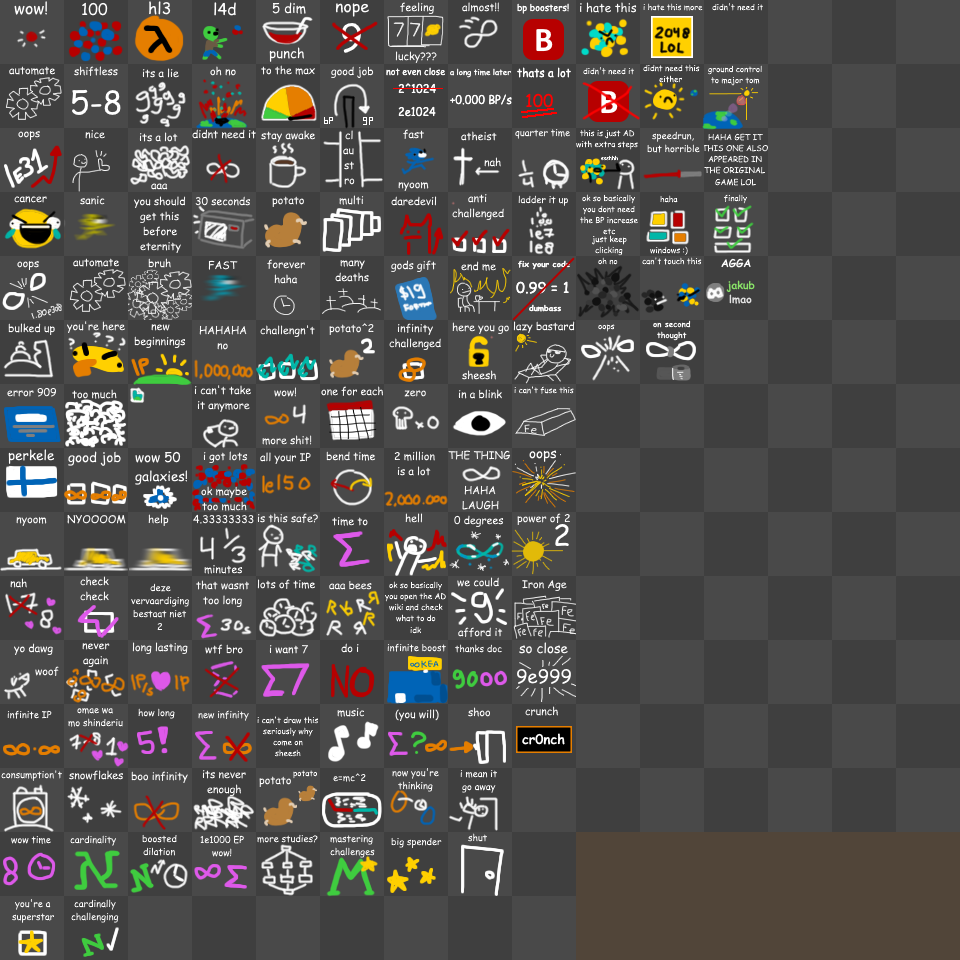 wow!
100
hl3
l4d
5 dim
punch
nope
9
feeling
7 7
lucky???
almost!!
bp boosters!
B
i hate this
i hate this more
2048
LOL
didn't need it
automate
shiftless
5-8
its a lie
oh no
to the max
good job
BP
9P
not even close
2^1024
2e1024
a long time later
+0,000 BP/s
thats a lot
100
didn't need it
B
didnt need this
either
ground control
to major tom
oops
1e31
nice
its a lot
aaa
didnt need it
stay awake
cl
au
st
ro
fast
nyoom
atheist
nah
quarter time
1/4
this is just AD
with extra steps
speedrun,
but horrible
HAHA GET IT
THIS ONE ALSO
APPEARED IN
THE ORIGINAL
GAME LOL
cancer
sanic
you should
get this
before
eternity
30 seconds
potato
multi
daredevil
anti
challenged
ladder it up
1e7
1e8
ok so basically
you dont need
the BP increase
etc
just keep
clicking
haha
windows :)
finally
oops
1.80e308
automate
bruh
FAST
forever
haha
many
deaths
gods gift
$19
end me
fix your code
0.99 = 1
dumbass
oh no
can't touch this
AGGA
jakub
lmao
bulked up
you're here
? ? ? ?
new
beginnings
IP
HAHAHA
no
1,000,000
challengn't
potato^2
2
infinity
challenged
here you go
sheesh
lazy bastard
oops
on second
thought
error 909
too much
i can't take
it anymore
wow!
∞4
more shit!
one for each
zero
x0
in a blink
i can't fuse this
Fe
perkele
good job
wow 50
galaxies!
i got lots
ok maybe
too much
all your IP
1e150
bend time
2 million
is a lot
2,000,000
THE THING
∞
HAHA
LAUGH
oops
nyoom
NYOOOOM
help
4,33333333
4 1/3
minutes
is this safe?
time to
Σ
hell
0 degrees
power of 2
2
nah
check
check
deze
vervaardiging
bestaat niet
2
that wasnt
too long
Σ 30s
lots of time
aaa bees
ok so basically
you open the AD
wiki and check
what to do
idk
we could
9
afford it
Iron Age
Fe
yo dawg
woof
never
again
long lasting
IP/s ♥ IP
wtf bro
Σ
i want 7
Σ7
do i
NO
infinite boost
∞KEA
thanks doc
9000
so close
9e999
infinite IP
∞.∞
omae wa
mo shinderiu
how long
5!
new infinity
Σ ∞
i can't draw this
seriously why
come on
sheesh
music
(you will)
Σ?∞
shoo
crunch
cr0nch
consumption't
∞
snowflakes
boo infinity
∞
its never
enough
potato
potato
e=mc^2
now you're
thinking
i mean it
go away
wow time
8
cardinality
N
boosted
dilation
N
1e1000 EP
wow!
∞ Σ
more studies?
mastering
challenges
M
big spender
shut
you're a
superstar
cardinally
challenging
N